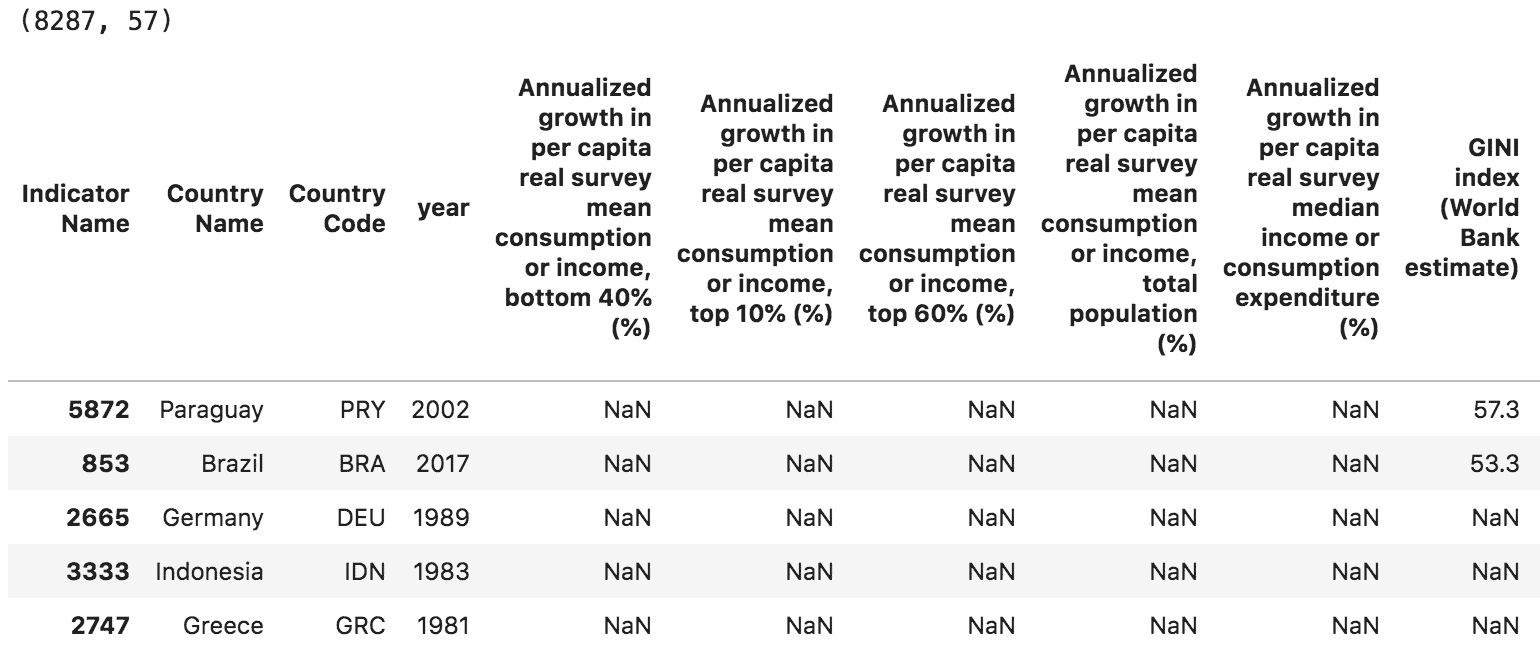 (8287, 57)
Indicator Name Country Name Country Code year Annualized growth in per capita real survey mean consumption or income, bottom 40% (%) Annualized growth in per capita real survey mean consumption or income, top 10% (%) Annualized growth in per capita real survey mean consumption or income, top 60% (%) Annualized growth in per capita real survey mean consumption or income, total population (%) Annualized growth in per capita real survey median income or consumption expenditure (%) GINI index (World Bank estimate)
5872 Paraguay PRY 2002 NaN NaN NaN NaN NaN 57.3
853 Brazil BRA 2017 NaN NaN NaN NaN NaN 53.3
2665 Germany DEU 1989 NaN NaN NaN NaN NaN NaN
3333 Indonesia IDN 1983 NaN NaN NaN NaN NaN NaN
2747 Greece GRC 1981 NaN NaN NaN NaN NaN NaN